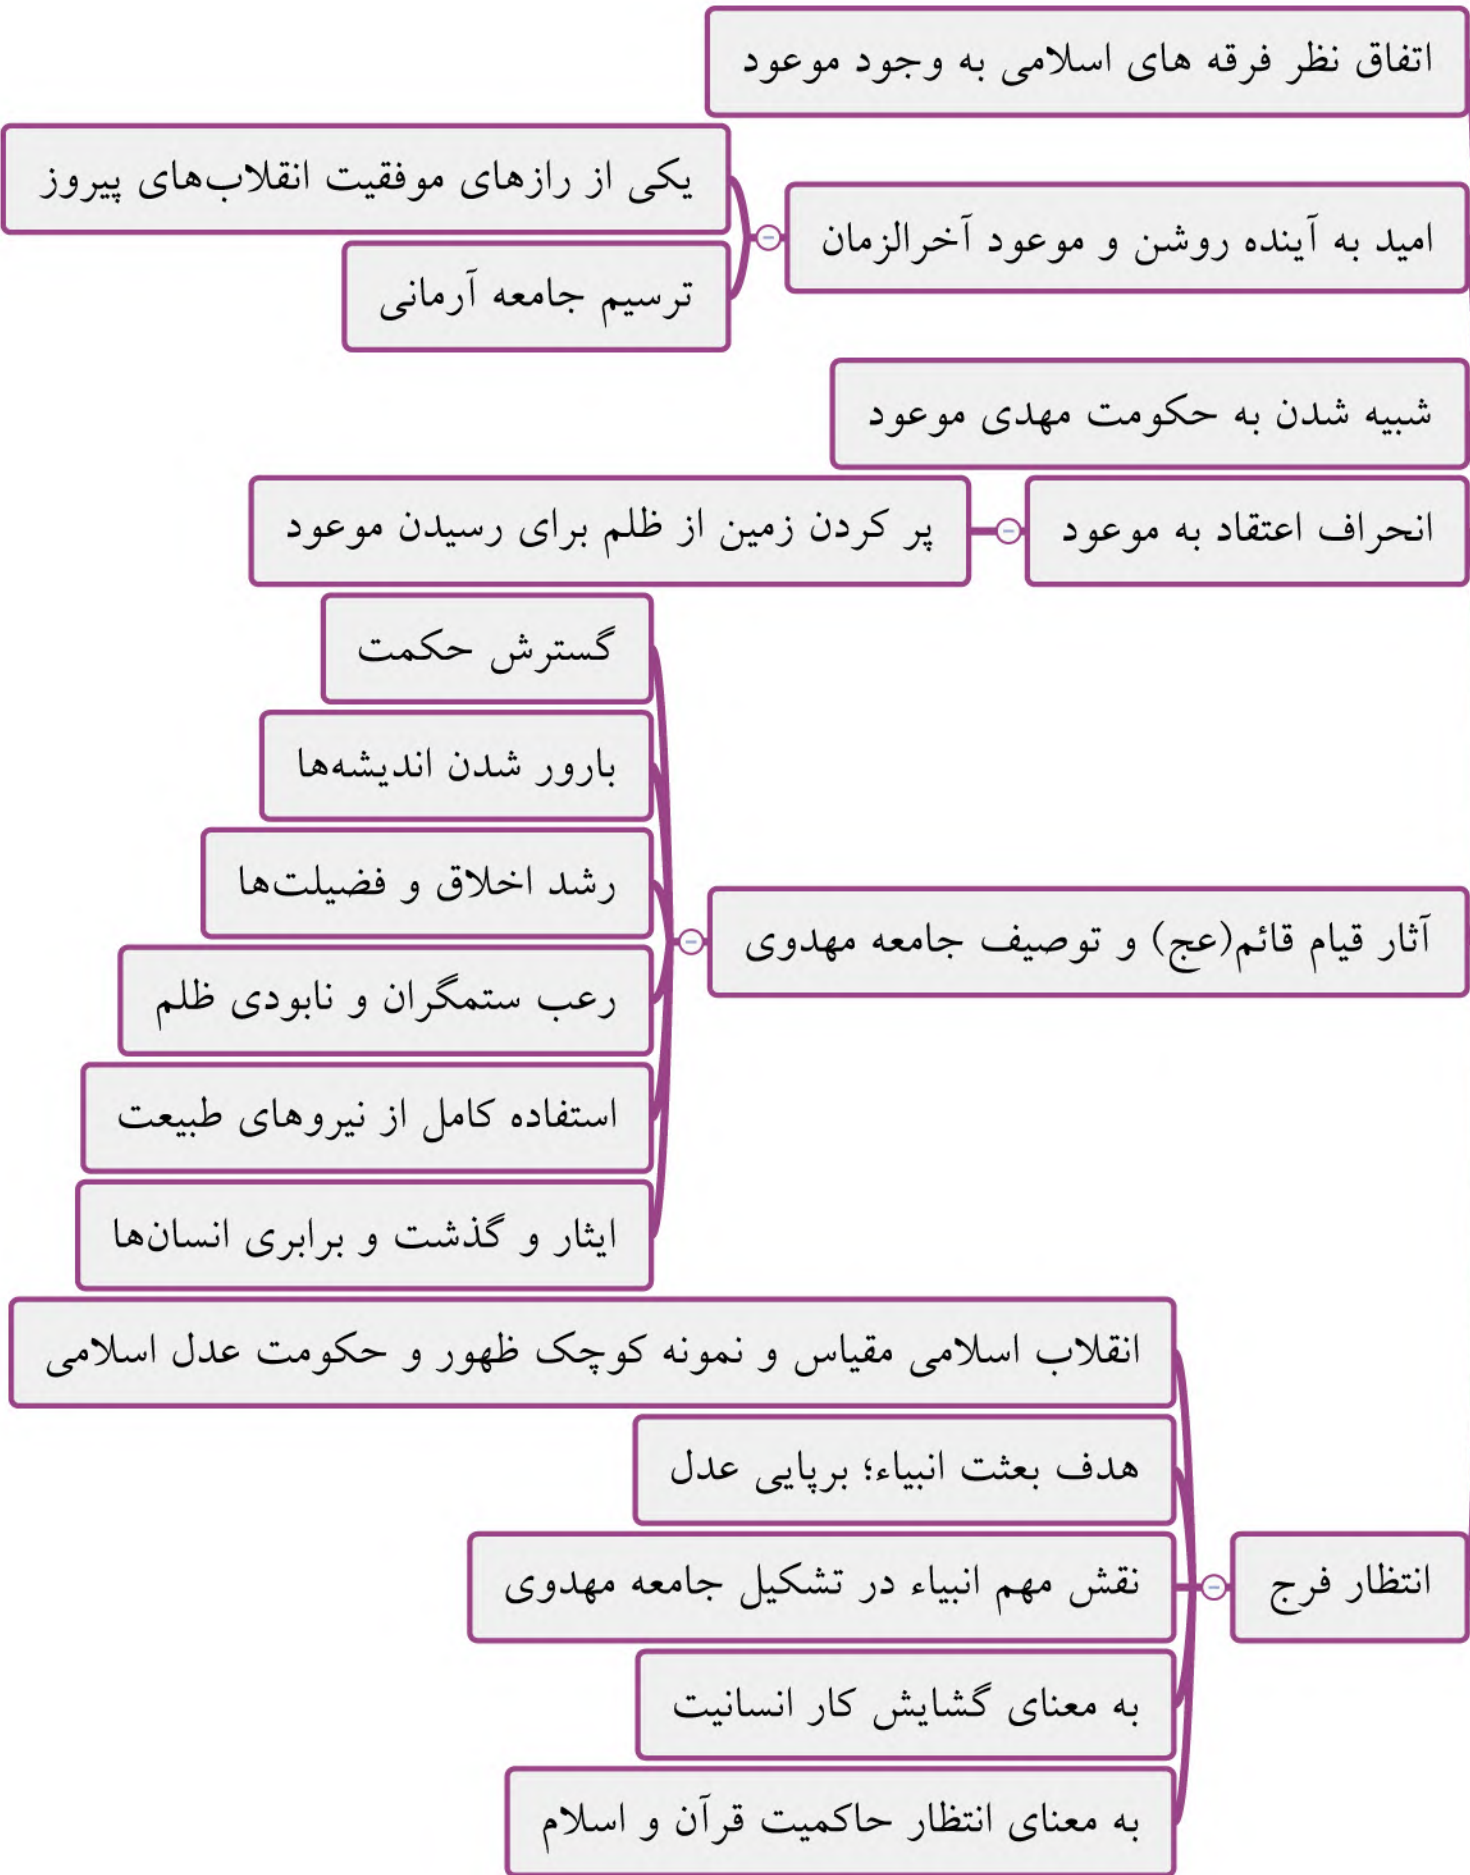 اتفاق نظر فرقه های اسلامی به وجود موعود
امید به آینده روشن و موعود آخرالزمان
یکی از رازهای موفقیت انقلاب‌های پیروز
ترسیم جامعه آرمانی
شبیه شدن به حکومت مهدی موعود
انحراف اعتقاد به موعود
پر کردن زمین از ظلم برای رسیدن موعود
آثار قیام قائم(عج) و توصیف جامعه مهدوی
گسترش حکمت
بارور شدن اندیشه‌ها
رشد اخلاق و فضیلت‌ها
رعب ستمگران و نابودی ظلم
استفاده کامل از نیروهای طبیعت
ایثار و گذشت و برابری انسان‌ها
انتظار فرج
انقلاب اسلامی مقیاس و نمونه کوچک ظهور و حکومت عدل اسلامی
هدف بعثت انبیاء؛ برپایی عدل
نقش مهم انبیاء در تشکیل جامعه مهدوی
به معنای گشایش کار انسانیت
به معنای انتظار حاکمیت قرآن و اسلام